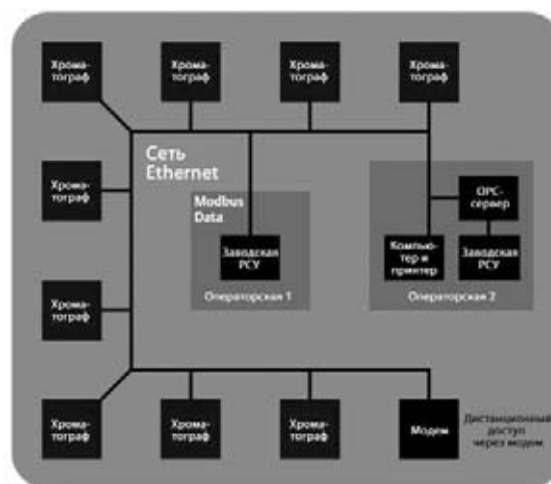 Хрома-
тограф
Хрома-
тограф
Хрома-
тограф
Хрома-
тограф
Сеть
Ethernet
Хрома-
тограф
Modbus
Data
Заводская
РСУ
Операторская 1
OPC-
сервер
Компью-
тер и
принтер
Заводская
РСУ
Операторская 2
Хрома-
тограф
Хрома-
тограф
Хрома-
тограф
Хрома-
тограф
Модем
Дистанционный
доступ
через модем